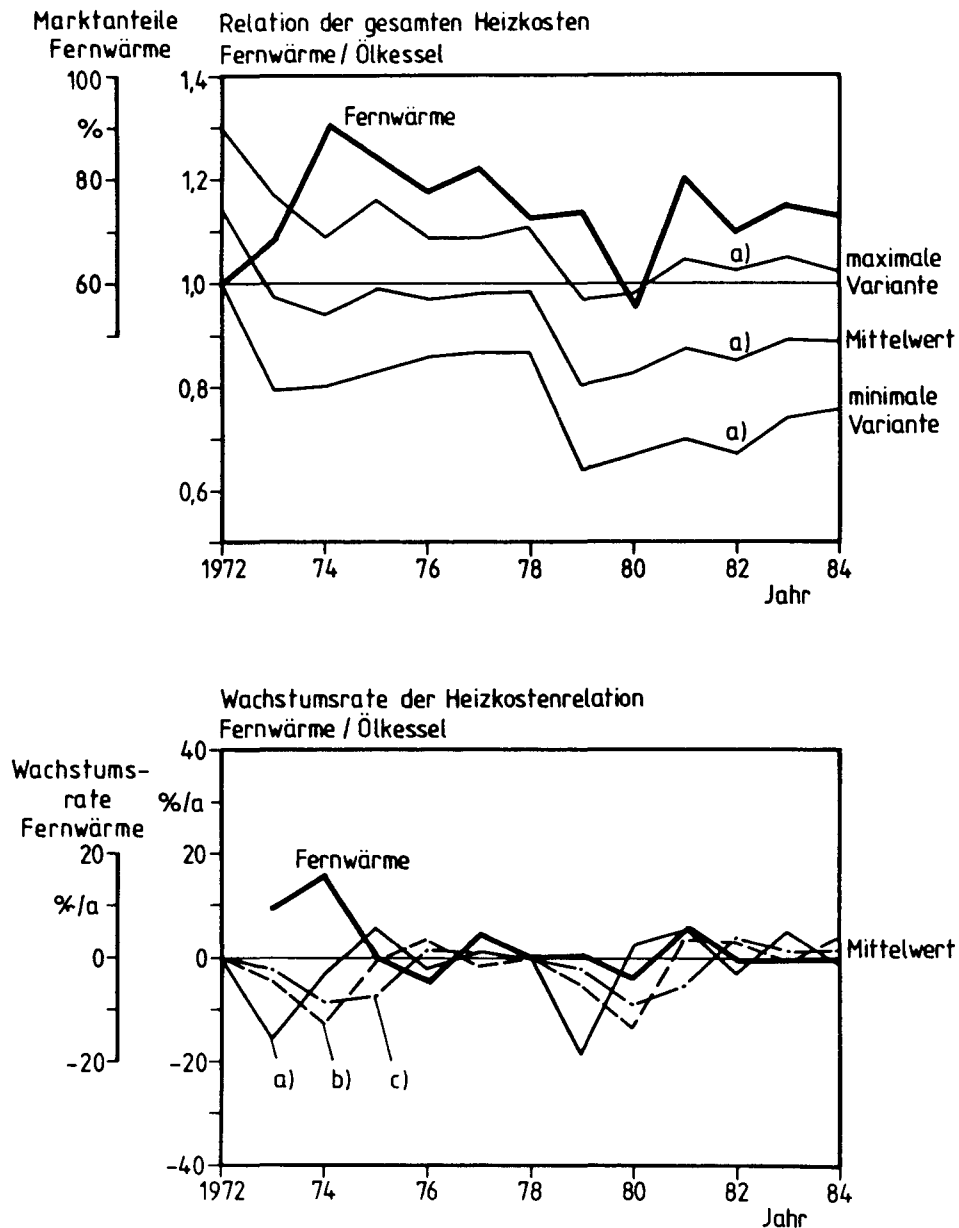 Marktanteile
Fernwärme
Relation der gesamten Heizkosten
Fernwärme / Ölkessel
100
%
80
60
1,4
1,2
1,0
0,8
0,6
Fernwärme
a)
maximale
Variante
a)
Mittelwert
a)
minimale
Variante
1972
74
76
78
80
82
84
Jahr
Wachstumsrate der Heizkostenrelation
Fernwärme / Ölkessel
Wachstums-
rate
Fernwärme
20
%/a
0
-20
40
%/a
20
0
-20
-40
Fernwärme
Mittelwert
a)
b)
c)
1972
74
76
78
80
82
84
Jahr